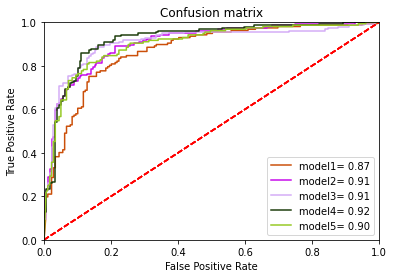 Confusion matrix
1.0
0.8
0.6
0.4
0.2
0.0
True Positive Rate
model1= 0.87
model2= 0.91
model3= 0.91
model4= 0.92
model5= 0.90
0.0 0.2 0.4 0.6 0.8 1.0
False Positive Rate